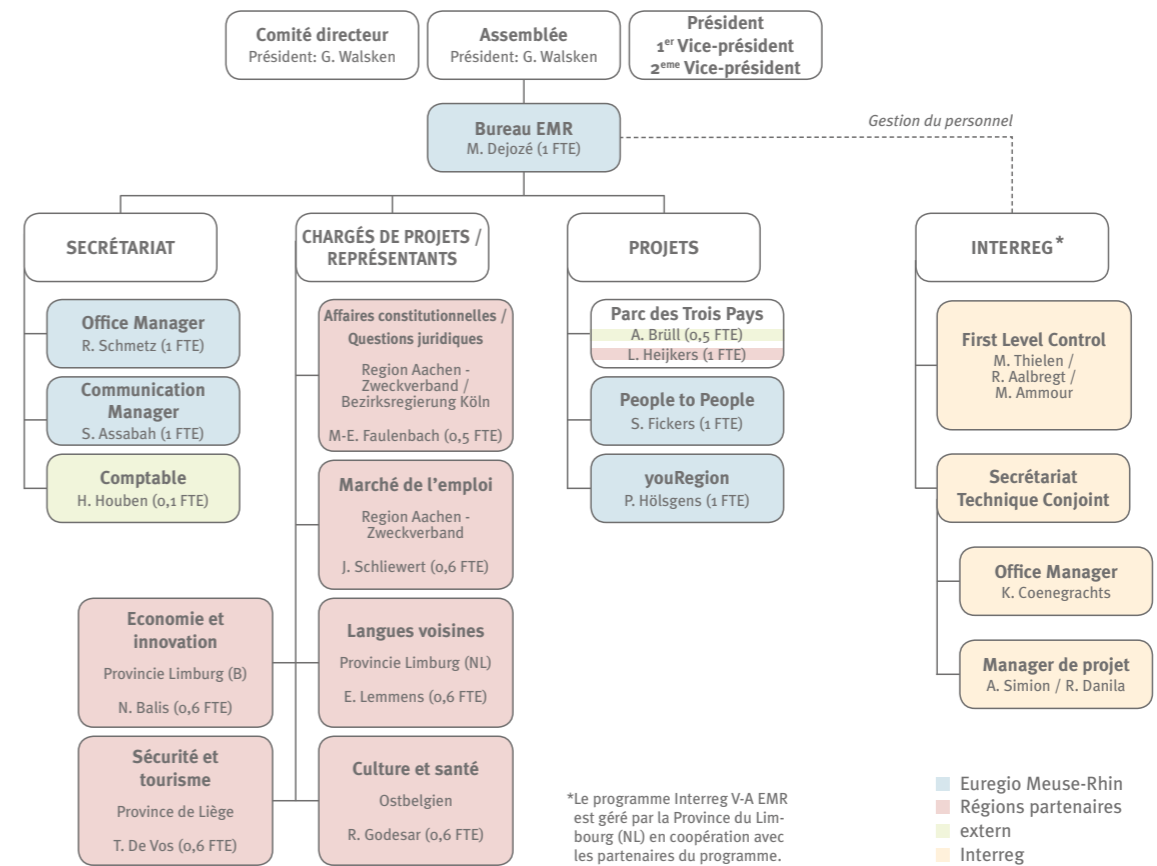 Comité directeur
Président: G. Walsken
Assemblée
Président: G. Walsken
Président
1er Vice-président
2eme Vice-président
Bureau EMR
M. Dejozé (1 FTE)
Gestion du personnel
SECRÉTARIAT
Office Manager
R. Schmetz (1 FTE)
Communication
Manager
S. Assabah (1 FTE)
Comptable
H. Houben (0,1 FTE)
CHARGÉS DE PROJETS /
REPRÉSENTANTS
Affaires constitutionnelles /
Questions juridiques
Region Aachen -
Zweckverband /
Bezirksregierung Köln
M-E. Faulenbach (0,5 FTE)
Marché de l'emploi
Region Aachen -
Zweckverband
J. Schliewert (0,6 FTE)
Economie et
innovation
Provincie Limburg (B)
N. Balis (0,6 FTE)
Langues voisines
Provincie Limburg (NL)
E. Lemmens (0,6 FTE)
Sécurité et
tourisme
Province de Liège
T. De Vos (0,6 FTE)
Culture et santé
Ostbelgien
R. Godesar (0,6 FTE)
PROJETS
Parc des Trois Pays
A. Brüll (0,5 FTE)
L. Heijkers (1 FTE)
People to People
S. Fickers (1 FTE)
youRegion
P. Hölsgens (1 FTE)
INTERREG*
First Level Control
M. Thielen /
R. Aalbregt /
M. Ammour
Secrétariat
Technique Conjoint
Office Manager
K. Coenegrachts
Manager de projet
A. Simion / R. Danila
*Le programme Interreg V-A EMR
est géré par la Province du Lim-
bourg (NL) en coopération avec
les partenaires du programme.
Euregio Meuse-Rhin
Régions partenaires
extern
Interreg